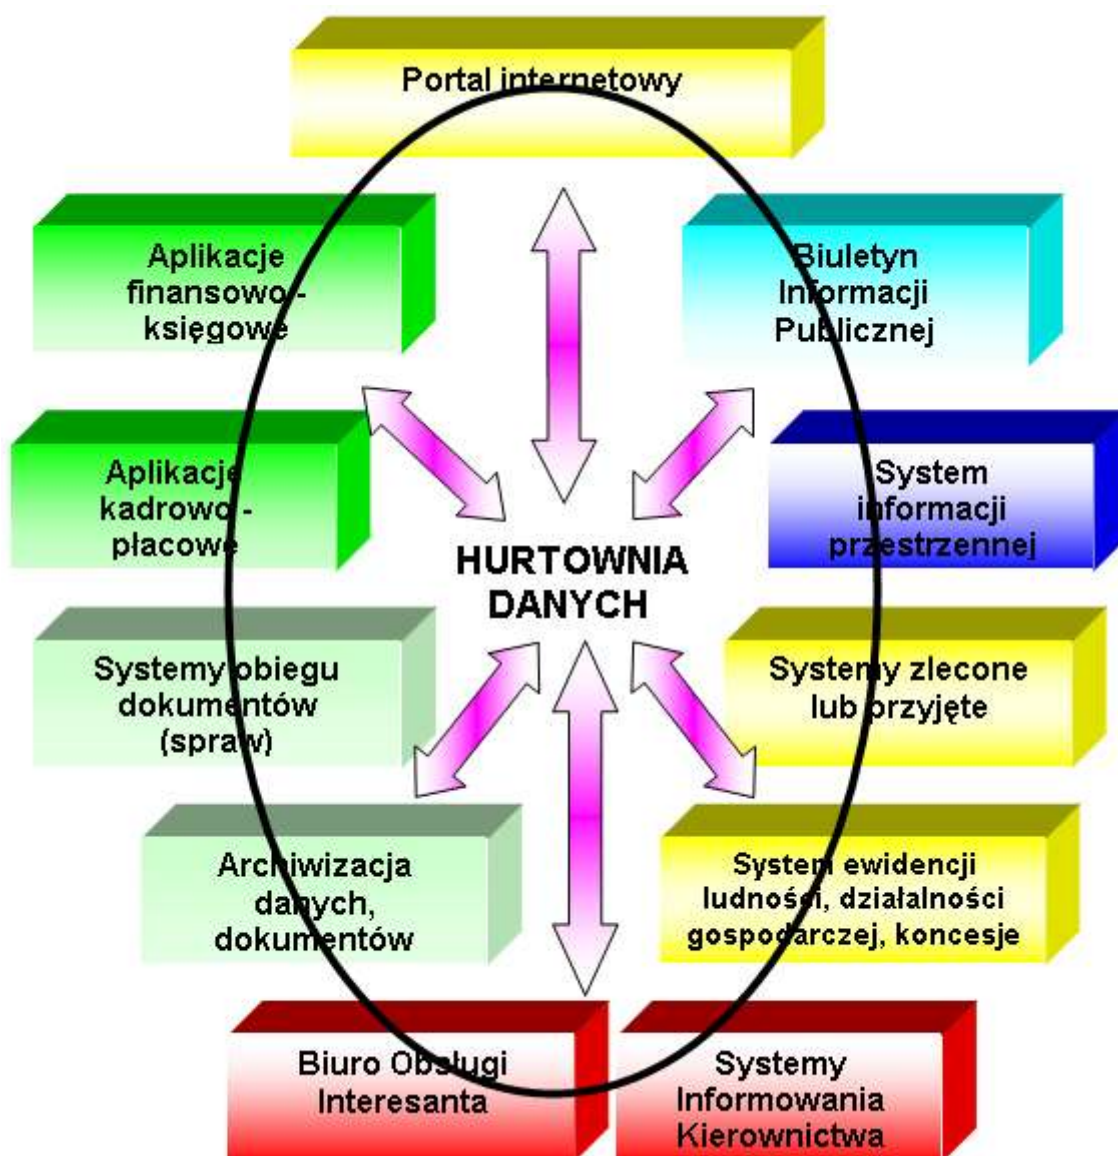 Portal internetowy
Aplikacje
finansowo -
księgowe
Biuletyn
Informacji
Publicznej
Aplikacje
kadrowo -
płacowe
System
informacji
przestrzennej
HURTOWNIA
DANYCH
Systemy obiegu
dokumentów
(spraw)
Systemy zlecone
lub przyjęte
Archiwizacja
danych,
dokumentów
System ewidencji
ludności, działalności
gospodarczej, koncesje
Biuro Obsługi
Interesanta
Systemy
Informowania
Kierownictwa